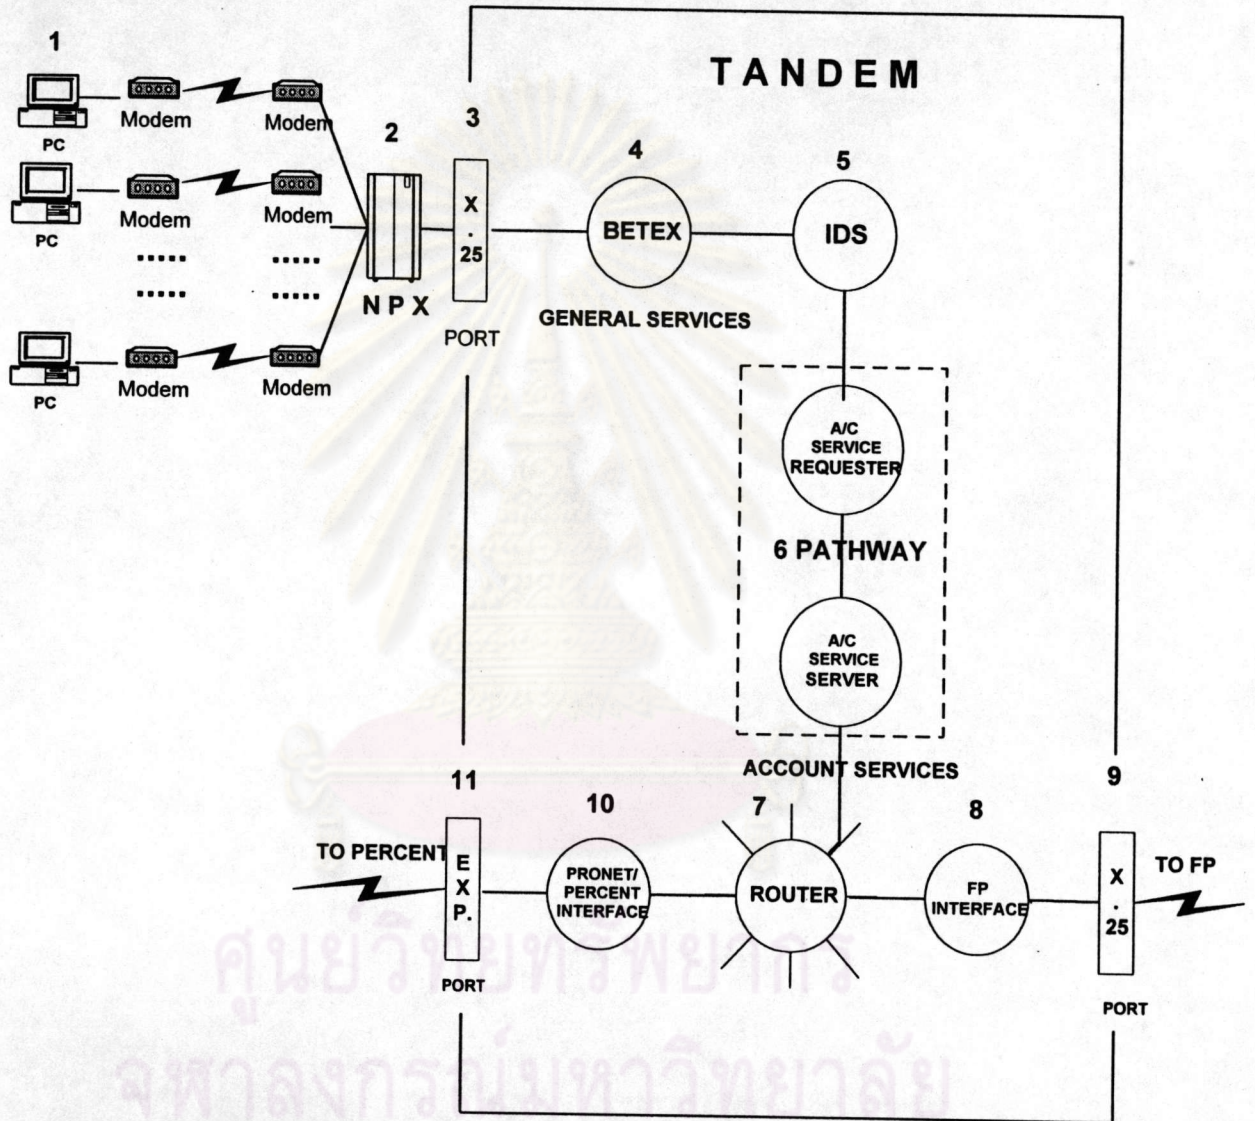 TANDEM
1
PC
Modem
Modem
PC
Modem
Modem
.....
.....
.....
.....
PC
Modem
Modem
2
N P X
3
X
.
25
PORT
4
BETEX
GENERAL SERVICES
5
IDS
A/C
SERVICE
REQUESTER
6 PATHWAY
A/C
SERVICE
SERVER
ACCOUNT SERVICES
11
TO PERCENT
E
X
P.
PORT
10
PRONET/
PERCENT
INTERFACE
7
ROUTER
8
FP
INTERFACE
9
X
.
25
TO FP
PORT
ศูนย์วิทยทรัพยากร
จุฬาลงกรณ์มหาวิทยาลัย